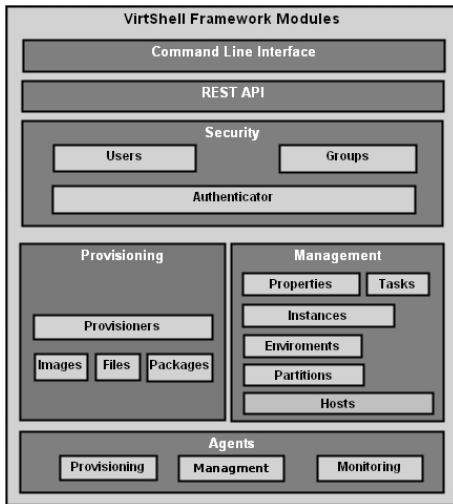 VirtShell Framework Modules
Command Line Interface
REST API
Security
Users
Groups
Authenticator
Provisioning
Provisioners
Images
Files
Packages
Management
Properties
Tasks
Instances
Enviroments
Partitions
Hosts
Agents
Provisioning
Managment
Monitoring